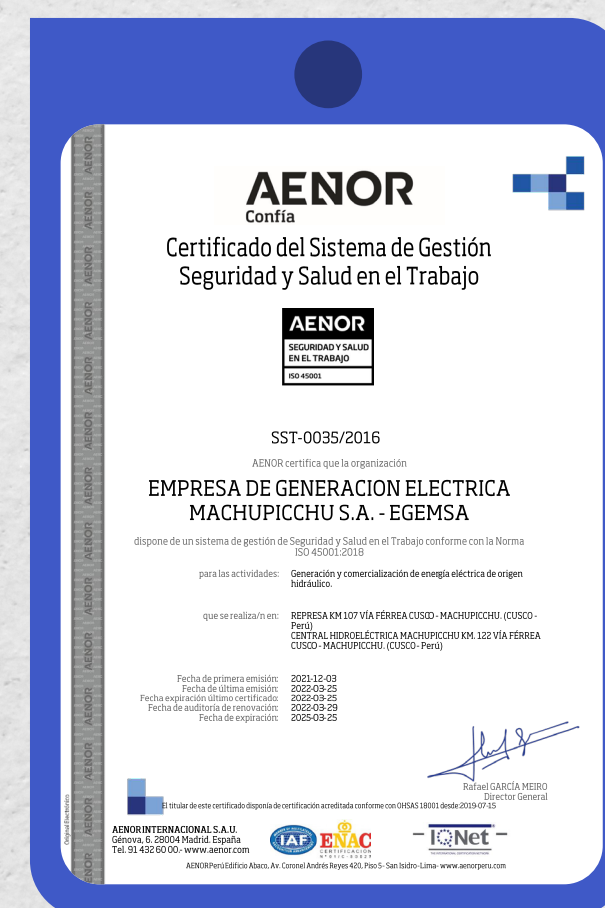 AENOR
Confía
Certificado del Sistema de Gestión
Seguridad y Salud en el Trabajo
AENOR
SEGURIDAD Y SALUD
EN EL TRABAJO
ISO 45001
SST-0035/2016
AENOR certifica que la organización
EMPRESA DE GENERACION ELECTRICA
MACHUPICCHU S.A. - EGEMSA
dispone de un sistema de gestión de Seguridad y Salud en el Trabajo conforme con la Norma
ISO 45001:2018
para las actividades: Generación y comercialización de energía eléctrica de origen
hidráulico.
que se realiza/n en: REPRESA KM 107 VÍA FÉRREA CUSCO - MACHUPICCHU. (CUSCO -
Perú)
CENTRAL HIDROELÉCTRICA MACHUPICCHU KM. 122 VÍA FÉRREA
CUSCO - MACHUPICCHU. (CUSCO - Perú)
Fecha de primera emisión: 2021-12-03
Fecha de última emisión: 2022-03-25
Fecha expiración último certificado: 2022-03-25
Fecha de auditoría de renovación: 2022-03-29
Fecha de expiración: 2025-03-25
Rafael GARCÍA MEIRO
Director General
El titular de este certificado disponía de certificación acreditada conforme con OHSAS 18001 desde 2019-07-15
Original Electrónico
AENOR INTERNACIONAL S.A.U.
Génova, 6. 28004 Madrid. España
Tel. 91 432 60 00.- www.aenor.com
IAF
ENAC
CERTIFICACIÓN
IQNet
AENOR Perú Edificio Abaco, Av. Coronel Andrés Reyes 420, Piso 5 - San Isidro - Lima - www.aenorperu.com